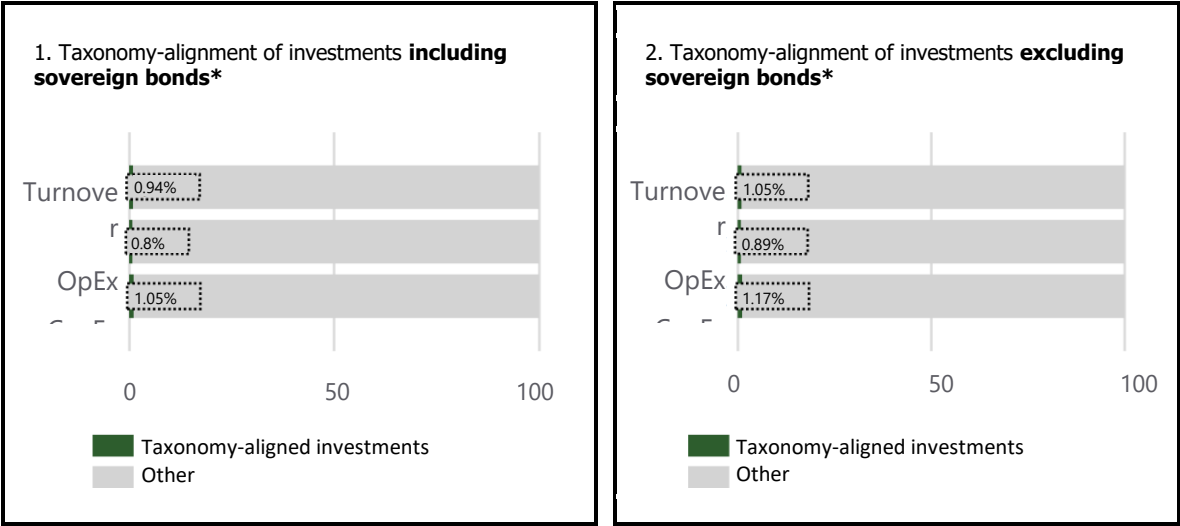 1. Taxonomy-alignment of investments including
sovereign bonds*
Turnove
r
OpEx
0.94%
0.8%
1.05%
0
50
100
Taxonomy-aligned investments
Other
2. Taxonomy-alignment of investments excluding
sovereign bonds*
Turnove
r
OpEx
1.05%
0.89%
1.17%
0
50
100
Taxonomy-aligned investments
Other